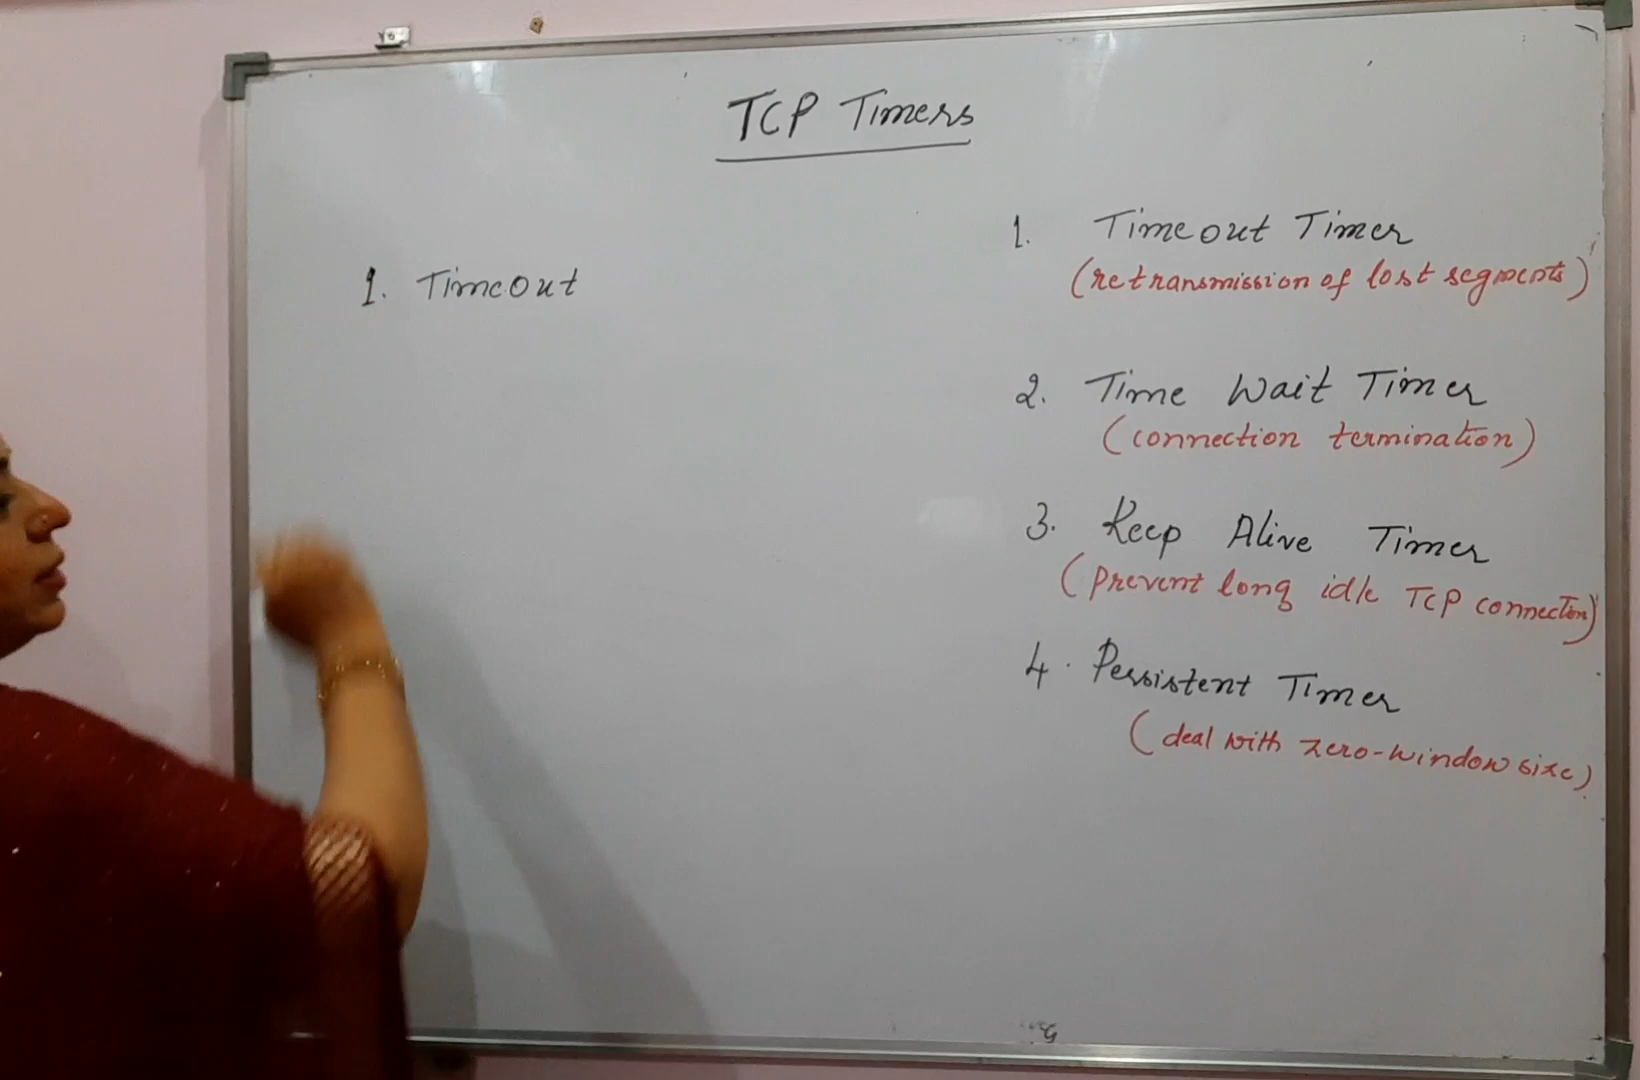 TCP Timers
1. Timeout
1. Timeout Timer
(retransmission of lost segments)
2. Time Wait Timer
(connection termination)
3. Keep Alive Timer
(Prevent long idle TCP connection)
4. Persistent Timer
(deal with zero-window size)